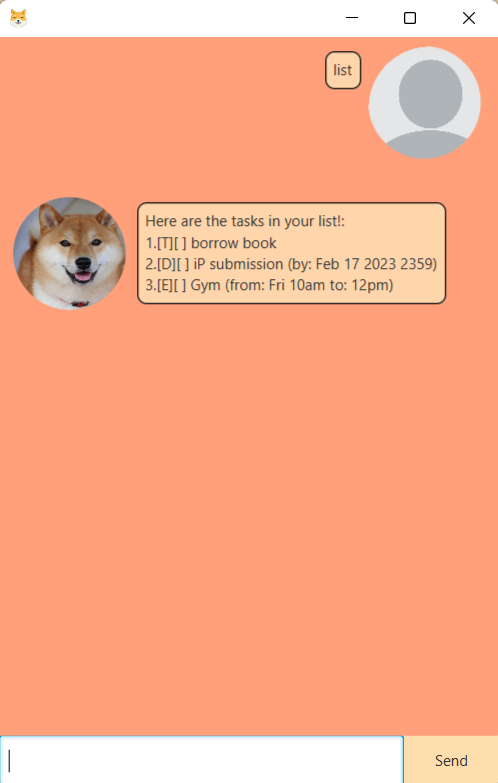 list
Here are the tasks in your list!:
1.[T][ ] borrow book
2.[D][ ] iP submission (by: Feb 17 2023 2359)
3.[E][ ] Gym (from: Fri 10am to: 12pm)
Send